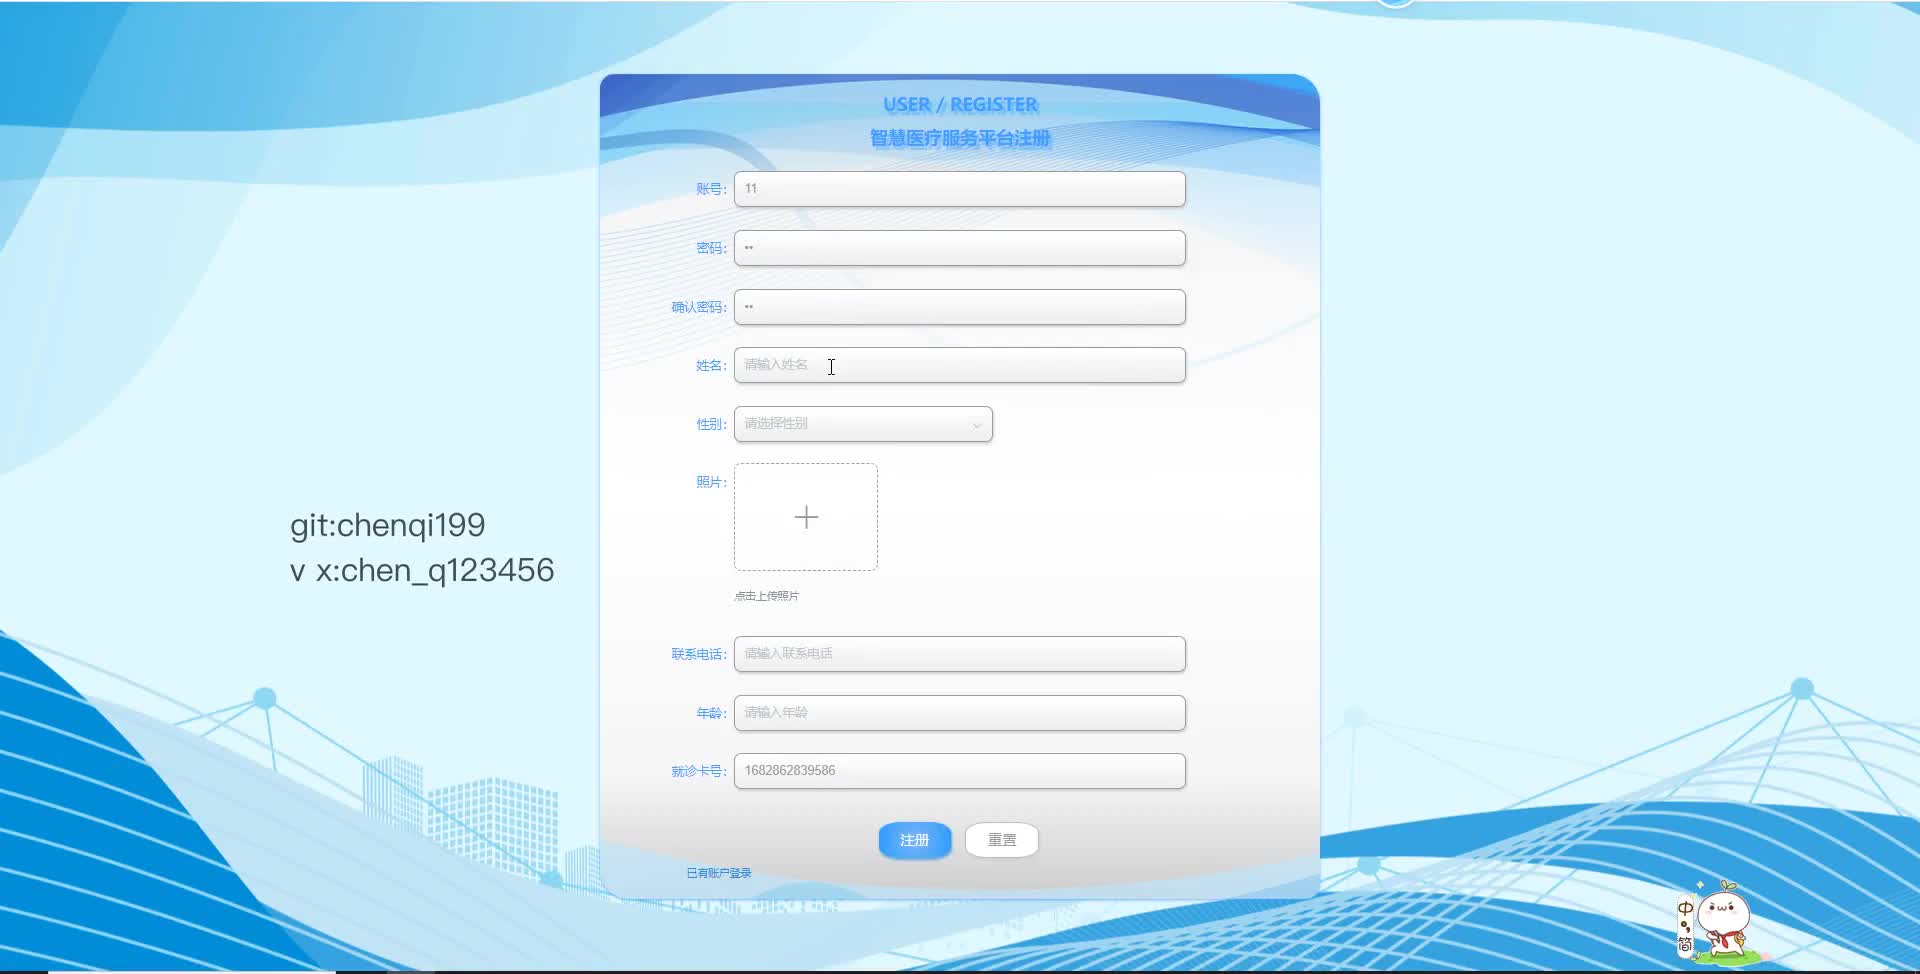 USER / REGISTER
智慧医疗服务平台注册
账号: 11
密码: ••
确认密码: ••
姓名: 请输入姓名
性别: 请选择性别
照片:
点击上传照片
git:chenqi199
v x:chen_q123456
联系电话: 请输入联系电话
年龄: 请输入年龄
就诊卡号: 1682862839586
注册 重置
已有账户登录
中
简